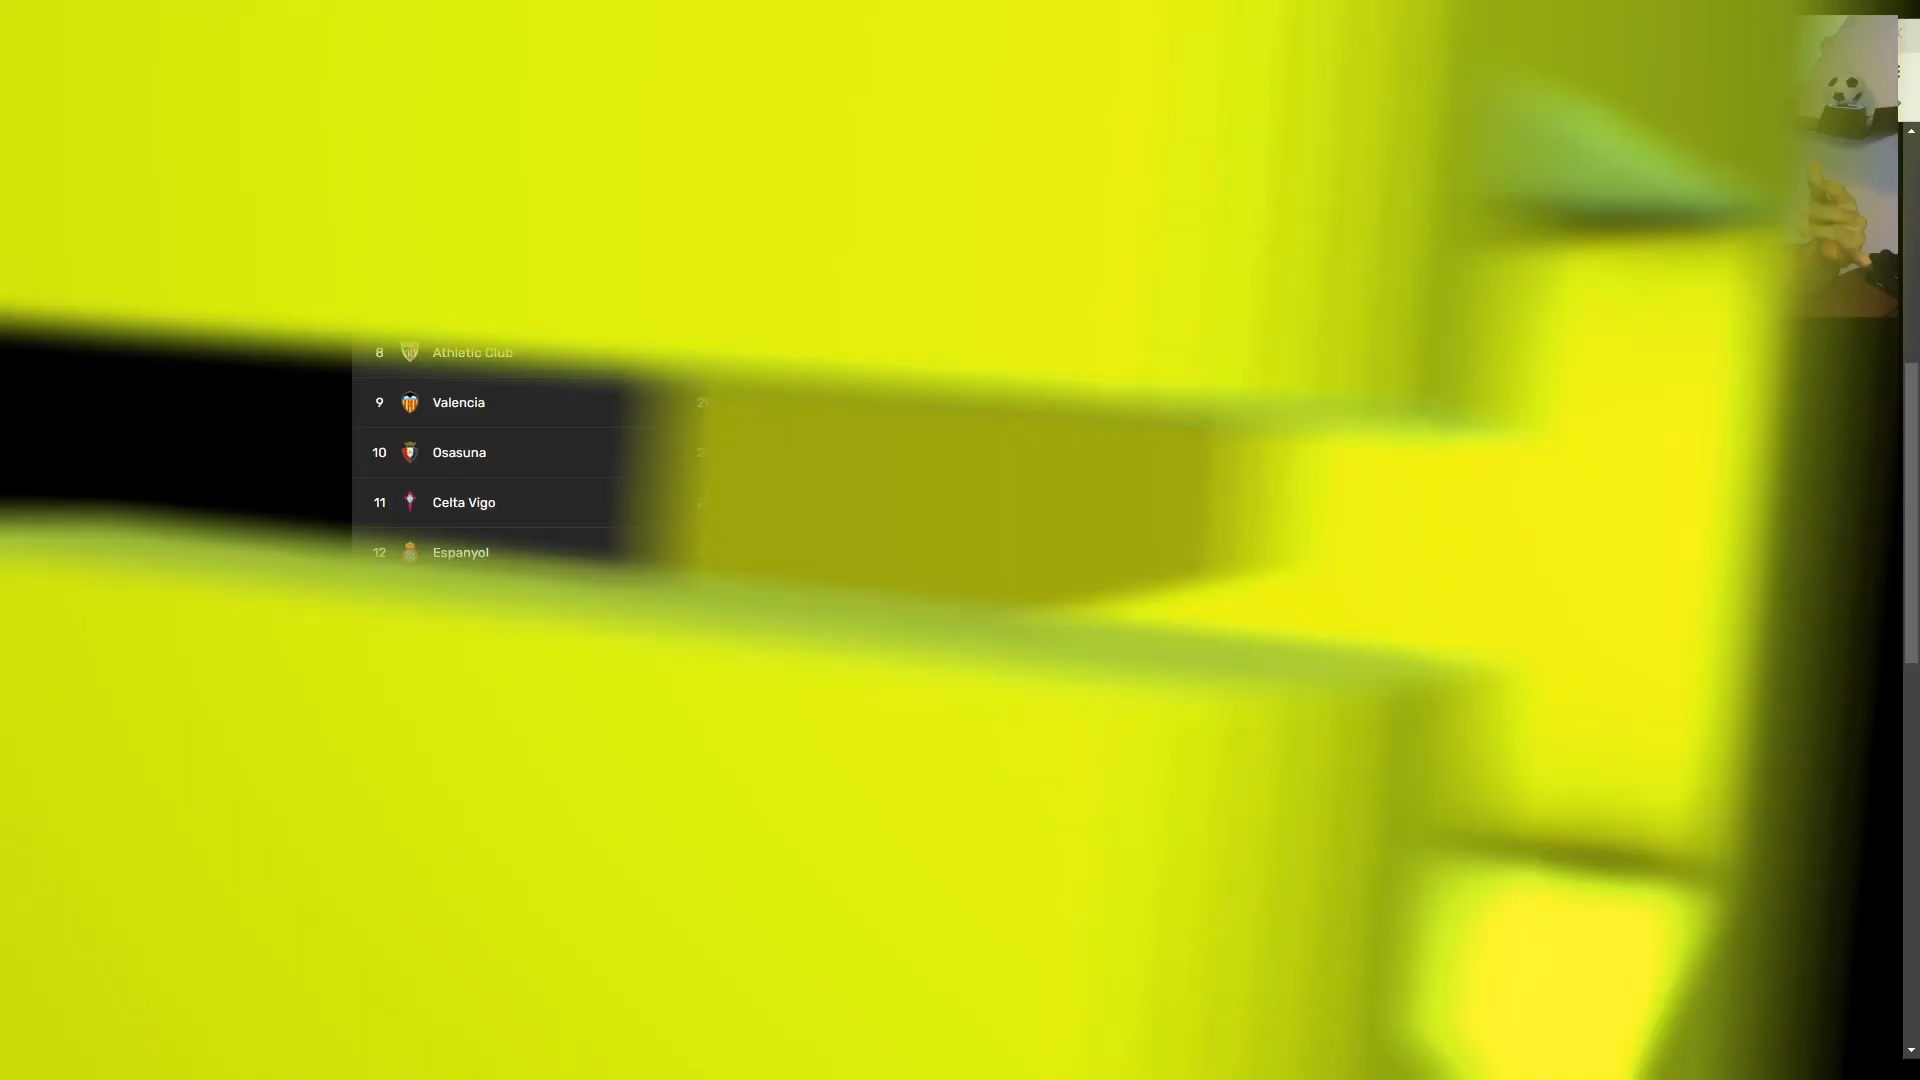 8 Athletic Club
9 Valencia
10 Osasuna
11 Celta Vigo
12 Espanyol